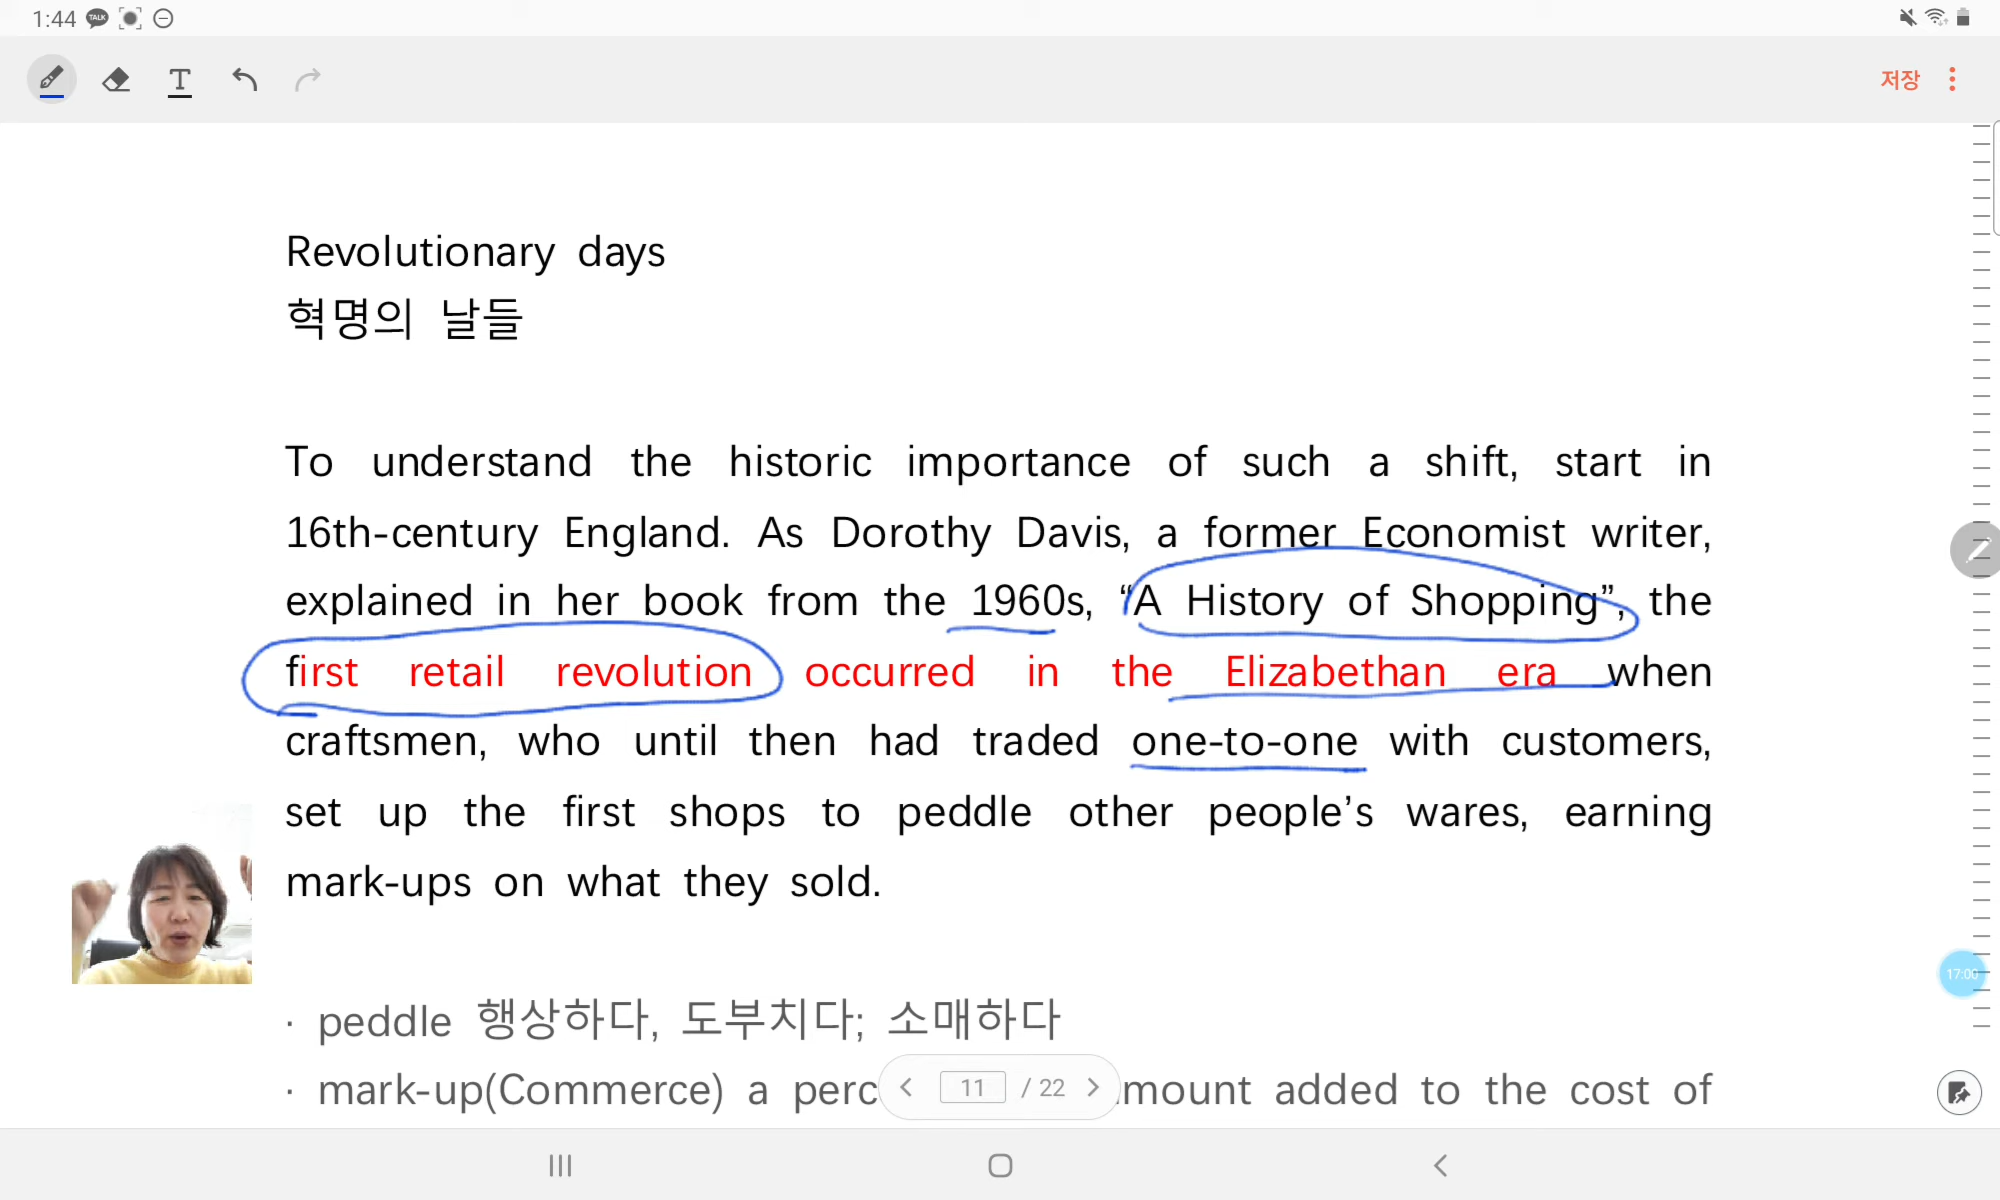 1:44 TALK
저장
Revolutionary days
혁명의 날들
To understand the historic importance of such a shift, start in
16th-century England. As Dorothy Davis, a former Economist writer,
explained in her book from the 1960s, “A History of Shopping”, the
first retail revolution occurred in the Elizabethan era when
craftsmen, who until then had traded one-to-one with customers,
set up the first shops to peddle other people’s wares, earning
mark-ups on what they sold.
17:00
· peddle 행상하다, 도부치다; 소매하다
· mark-up(Commerce) a perc mount added to the cost of
11 / 22